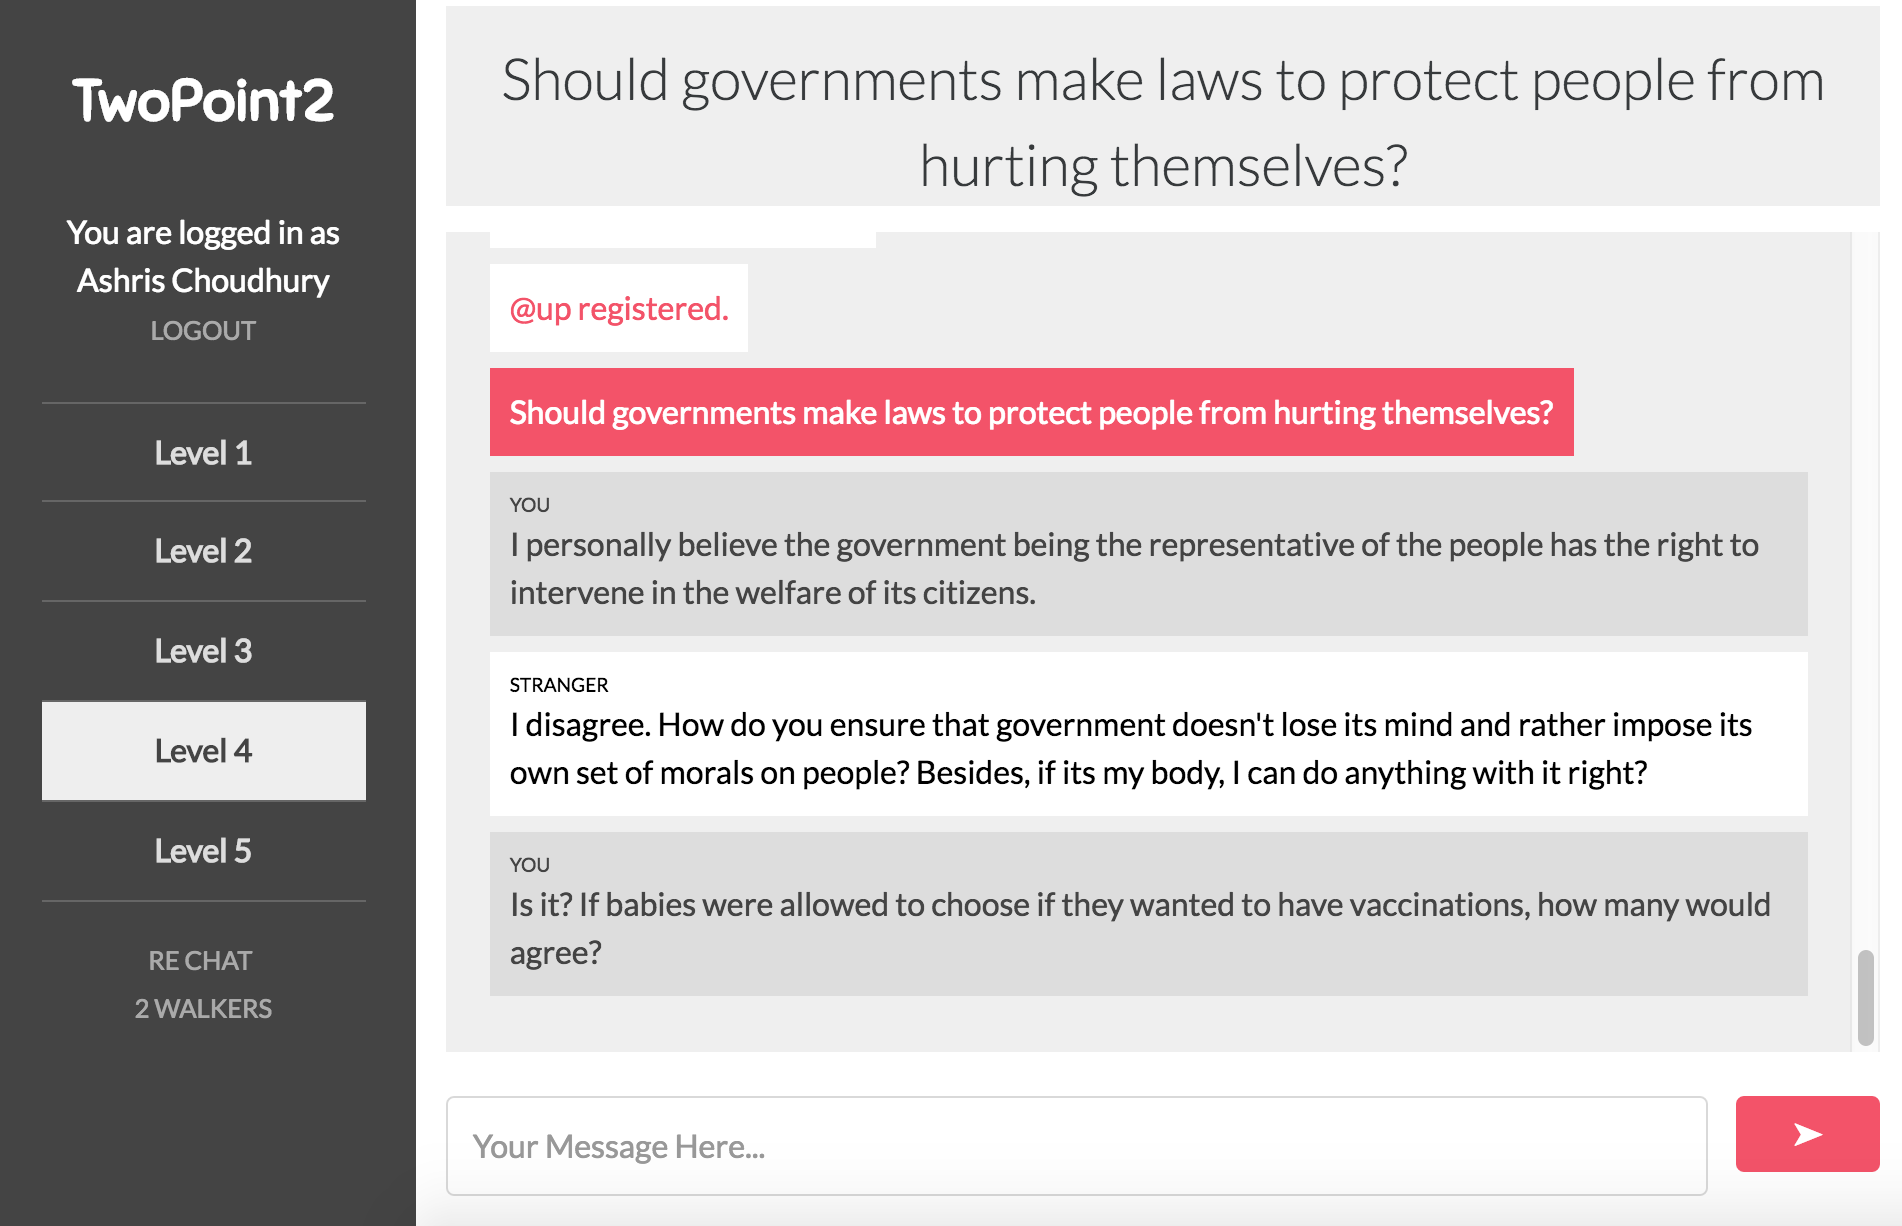 TwoPoint2
You are logged in as
Ashris Choudhury
LOGOUT
Level 1
Level 2
Level 3
Level 4
Level 5
RE CHAT
2 WALKERS
Should governments make laws to protect people from
hurting themselves?
@up registered.
Should governments make laws to protect people from hurting themselves?
YOU
I personally believe the government being the representative of the people has the right to
intervene in the welfare of its citizens.
STRANGER
I disagree. How do you ensure that government doesn't lose its mind and rather impose its
own set of morals on people? Besides, if its my body, I can do anything with it right?
YOU
Is it? If babies were allowed to choose if they wanted to have vaccinations, how many would
agree?
Your Message Here...